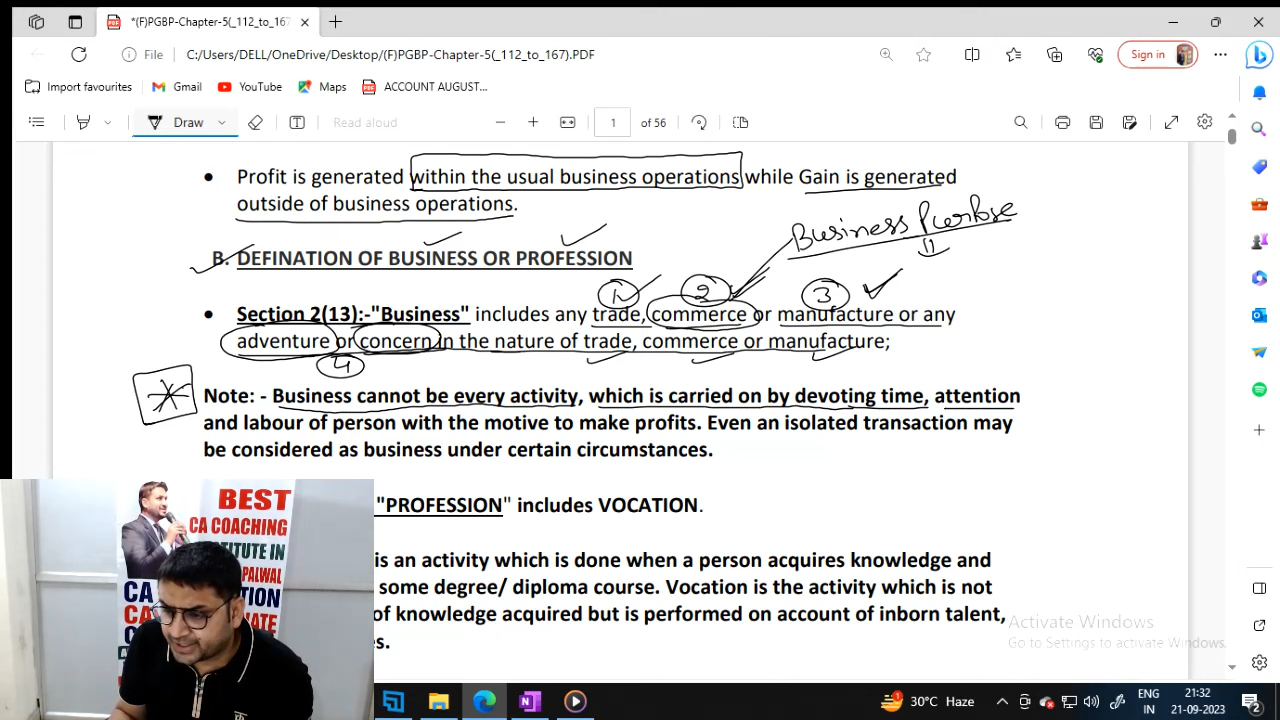 *(F)PGBP-Chapter-5(_112_to_167)
File C:/Users/DELL/OneDrive/Desktop/(F)PGBP-Chapter-5(_112_to_167).PDF Sign in
Import favourites Gmail YouTube Maps ACCOUNT AUGUST...
Draw Read aloud 1 of 56
• Profit is generated within the usual business operations while Gain is generated
outside of business operations.
Business Purpose
B. DEFINATION OF BUSINESS OR PROFESSION
1 2 3
• Section 2(13):-"Business" includes any trade, commerce or manufacture or any
adventure or concern in the nature of trade, commerce or manufacture;
4
Note: - Business cannot be every activity, which is carried on by devoting time, attention
and labour of person with the motive to make profits. Even an isolated transaction may
be considered as business under certain circumstances.
"PROFESSION" includes VOCATION.
is an activity which is done when a person acquires knowledge and
some degree/ diploma course. Vocation is the activity which is not
of knowledge acquired but is performed on account of inborn talent,
es.
BEST
CA COACHING
STITUTE IN
PALWAL
CA
TION
Activate Windows
Go to Settings to activate Windows.
30°C Haze ENG 21:32
IN 21-09-2023 2